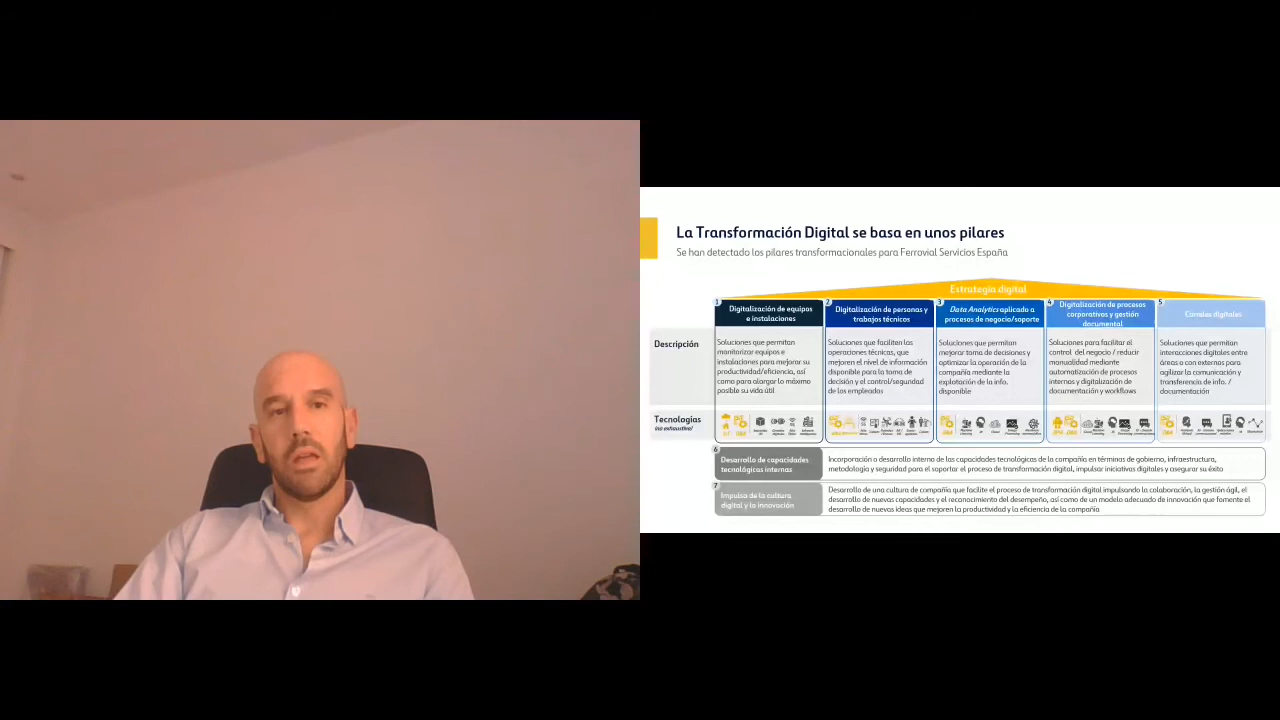 La Transformación Digital se basa en unos pilares
Se han detectado los pilares transformacionales para Ferrovial Servicios España
Estrategia digital
1
Digitalización de equipos
e instalaciones
2
Digitalización de personas y
trabajos técnicos
3
Data Analytics aplicado a
procesos de negocio/soporte
4
Digitalización de procesos
corporativos y gestión
documental
5
Canales digitales
Descripción
Soluciones que permitan
monitorizar equipos e
instalaciones para mejorar su
productividad/eficiencia, así
como para alargar lo máximo
posible su vida útil
Soluciones que faciliten las
operaciones técnicas, que
mejoren el nivel de información
disponible para la toma de
decisión y el control/seguridad
de los empleados
Soluciones que permitan
mejorar toma de decisiones y
optimizar la operación de la
compañía mediante la
explotación de la info.
disponible
Soluciones para facilitar el
control del negocio / reducir
manualidad mediante
automatización de procesos
internos y digitalización de
documentación y workflows
Soluciones que permitan
interacciones digitales entre
áreas o con externos para
agilizar la comunicación y
transferencia de info. /
documentación
Tecnologías
(no exhaustivo)
6
Desarrollo de capacidades
tecnológicas internas
Incorporación o desarrollo interno de las capacidades tecnológicas de la compañía en términos de gobierno, infraestructura,
metodología y seguridad para el soportar el proceso de transformación digital, impulsar iniciativas digitales y asegurar su éxito
7
Impulso de la cultura
digital y la innovación
Desarrollo de una cultura de compañía que facilite el proceso de transformación digital impulsando la colaboración, la gestión ágil, el
desarrollo de nuevas capacidades y el reconocimiento del desempeño, así como de un modelo adecuado de innovación que fomente el
desarrollo de nuevas ideas que mejoren la productividad y la eficiencia de la compañía